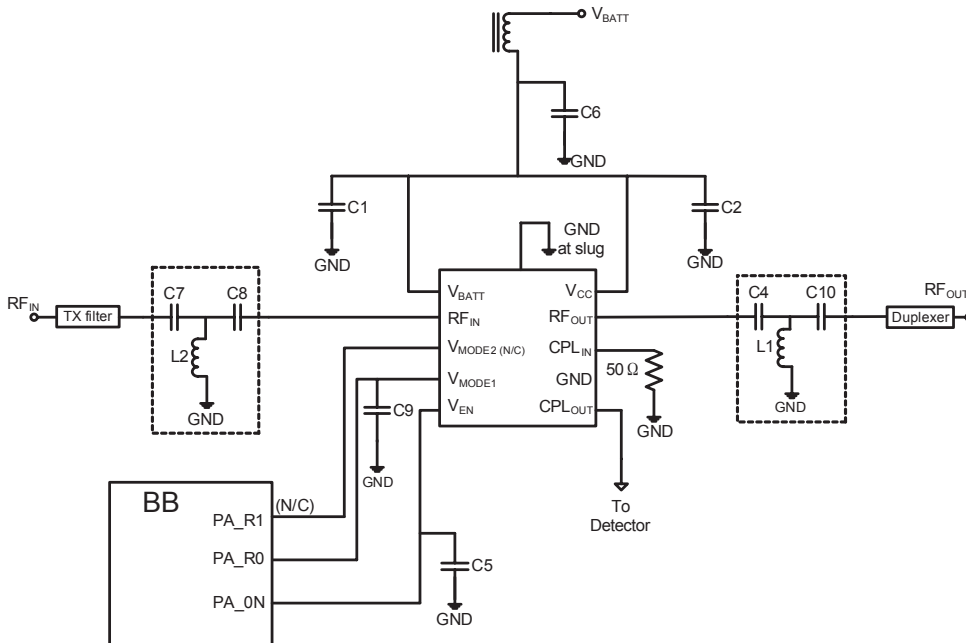 VBATT
C6
GND
C1
GND
C2
GND
GND
at slug
RFIN
TX filter
C7
C8
L2
GND
VBATT
RFIN
VMODE2 (N/C)
VMODE1
VEN
VCC
RFOUT
CPLIN
GND
CPLOUT
50 Ω
GND
C4
C10
L1
GND
RFOUT
Duplexer
C9
GND
To
Detector
BB
(N/C)
PA_R1
PA_R0
PA_0N
C5
GND